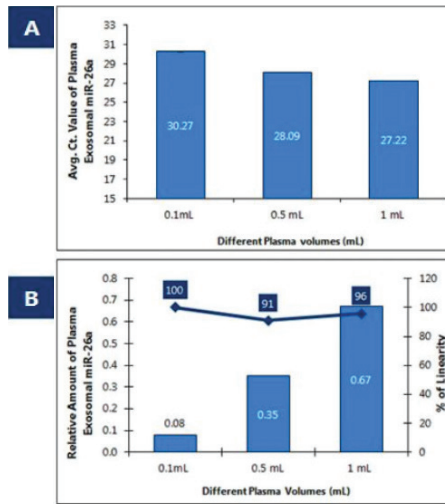 A
Avg. Ct. Value of Plasma
Exosomal miR-26a
33
31
29
27
25
23
21
19
17
15
30.27
28.09
27.22
0.1mL
0.5 mL
1 mL
Different Plasma volumes (mL)
B
Relative Amount of Plasma
Exosomal miR-26a
0.8
0.7
0.6
0.5
0.4
0.3
0.2
0.1
0.0
100
91
96
0.08
0.35
0.67
120
100
80
60
40
20
0
% of Linearity
0.1mL
0.5 mL
1 mL
Different Plasma Volumes (mL)